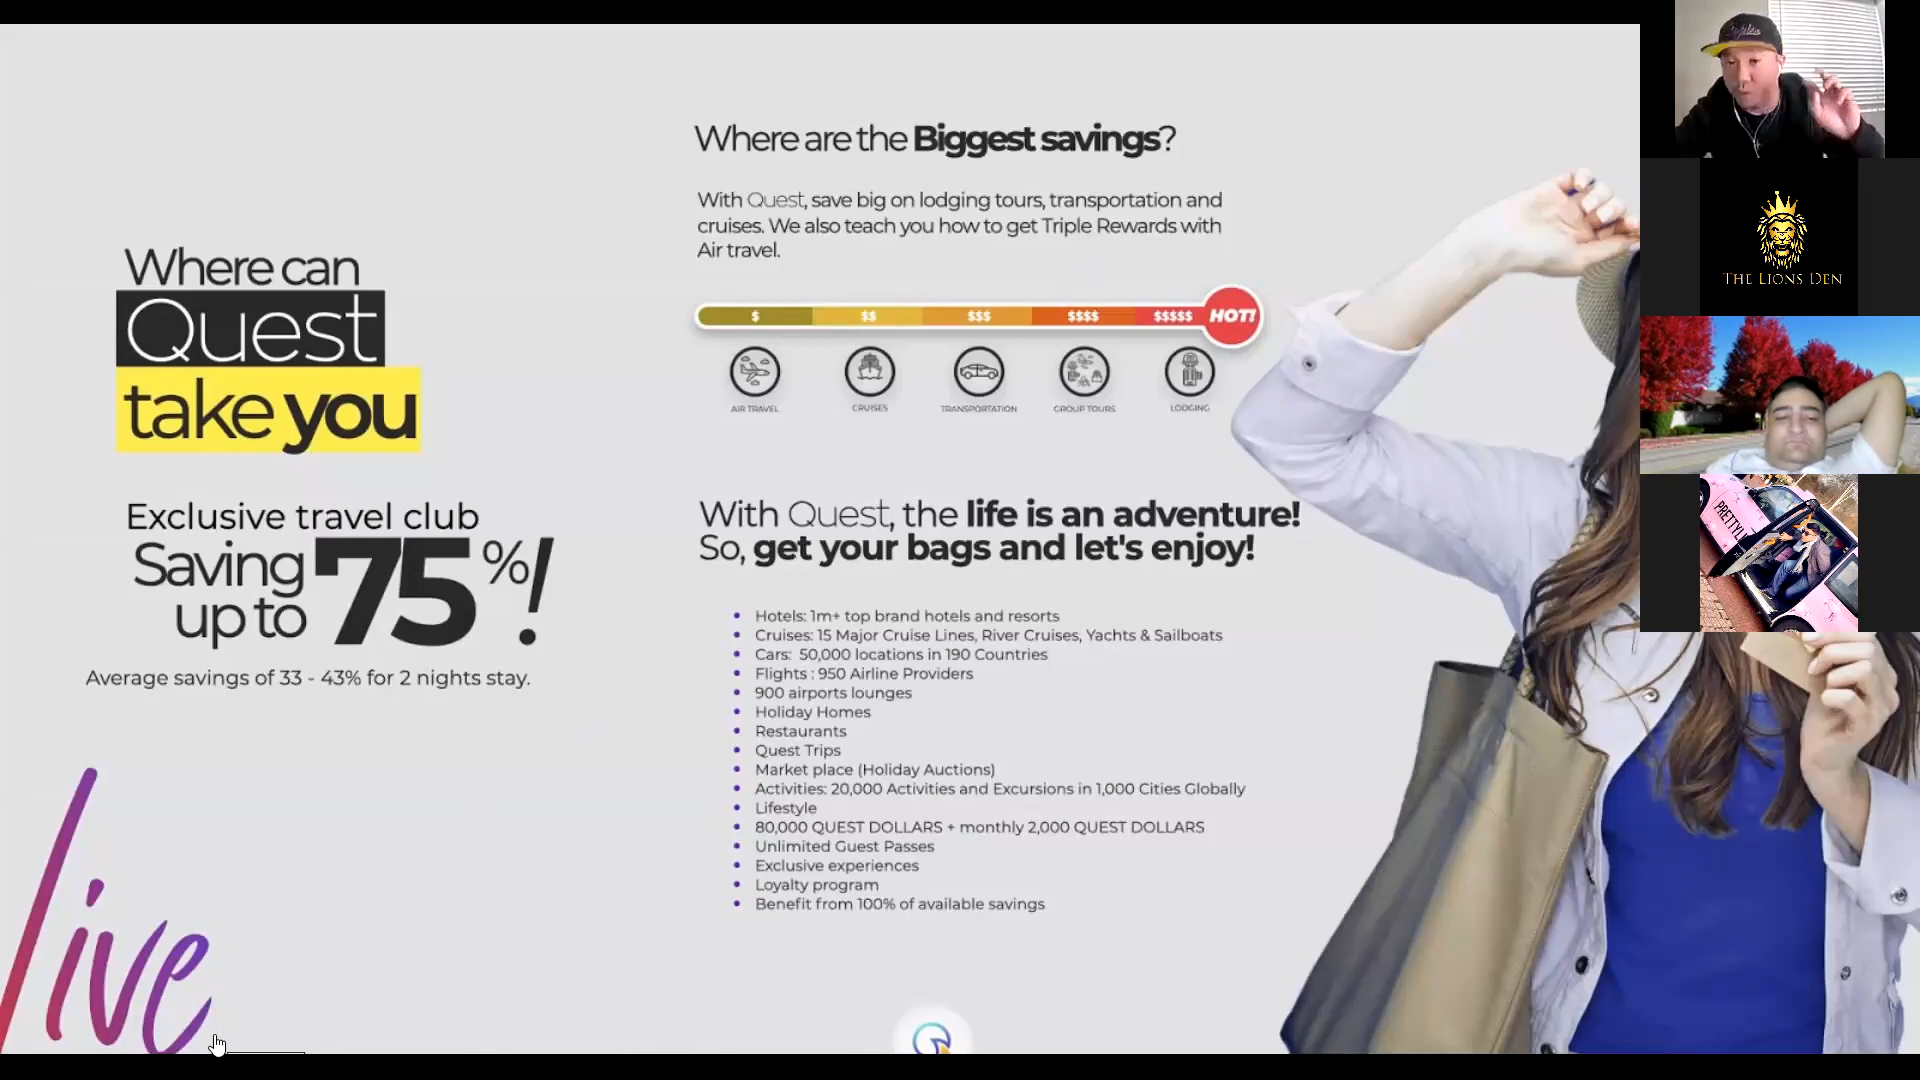 Where can
Quest
take you
Exclusive travel club
Saving
up to
75%!
Average savings of 33 - 43% for 2 nights stay.
live
Where are the Biggest savings?
With Quest, save big on lodging tours, transportation and
cruises. We also teach you how to get Triple Rewards with
Air travel.
$ $$ $$$ $$$$ $$$$$ HOT!
AIR TRAVEL CRUISES TRANSPORTATION GROUP TOURS LODGING
With Quest, the life is an adventure!
So, get your bags and let's enjoy!
• Hotels: 1m+ top brand hotels and resorts
• Cruises: 15 Major Cruise Lines, River Cruises, Yachts & Sailboats
• Cars: 50,000 locations in 190 Countries
• Flights : 950 Airline Providers
• 900 airports lounges
• Holiday Homes
• Restaurants
• Quest Trips
• Market place (Holiday Auctions)
• Activities: 20,000 Activities and Excursions in 1,000 Cities Globally
• Lifestyle
• 80,000 QUEST DOLLARS + monthly 2,000 QUEST DOLLARS
• Unlimited Guest Passes
• Exclusive experiences
• Loyalty program
• Benefit from 100% of available savings
THE LIONS DEN